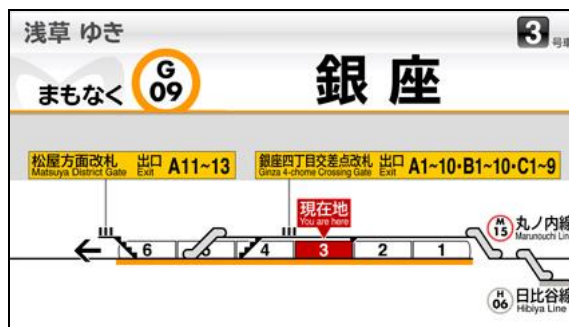 浅草 ゆき
3 号車
まもなく
G
09
銀座
松屋方面改札 出口 A11~13
Matsuya District Gate Exit
銀座四丁目交差点改札 出口 A1~10・B1~10・C1~9
Ginza 4-chome Crossing Gate Exit
現在地
You are here
M
15
丸ノ内線
Marunouchi Lin
6 5 4 3 2 1
H
06
日比谷線
Hibiya Line